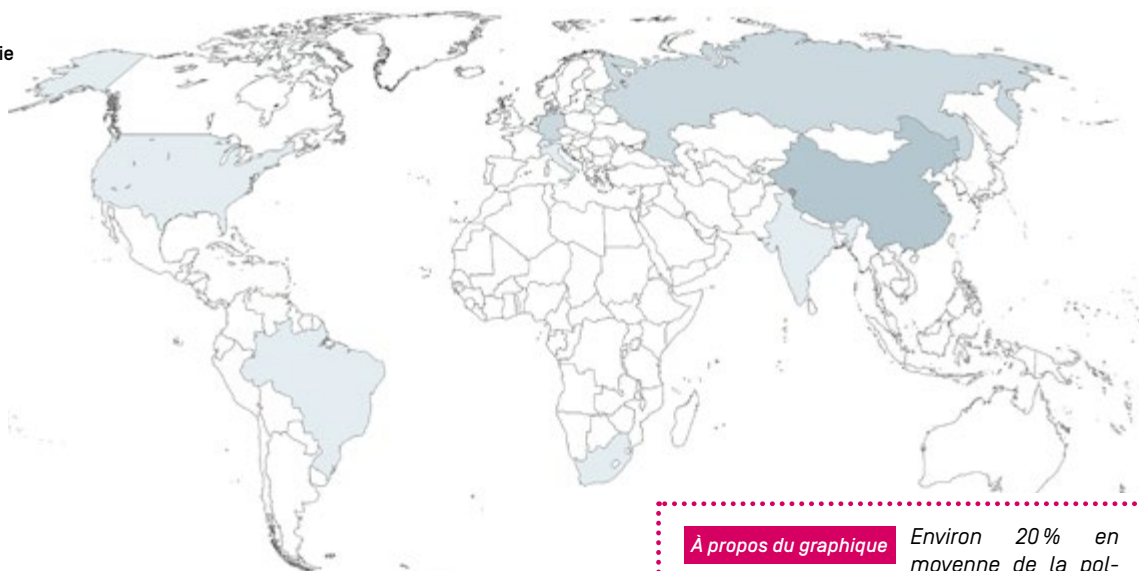 ie
À propos du graphique
Environ 20 % en
moyenne de la pol-